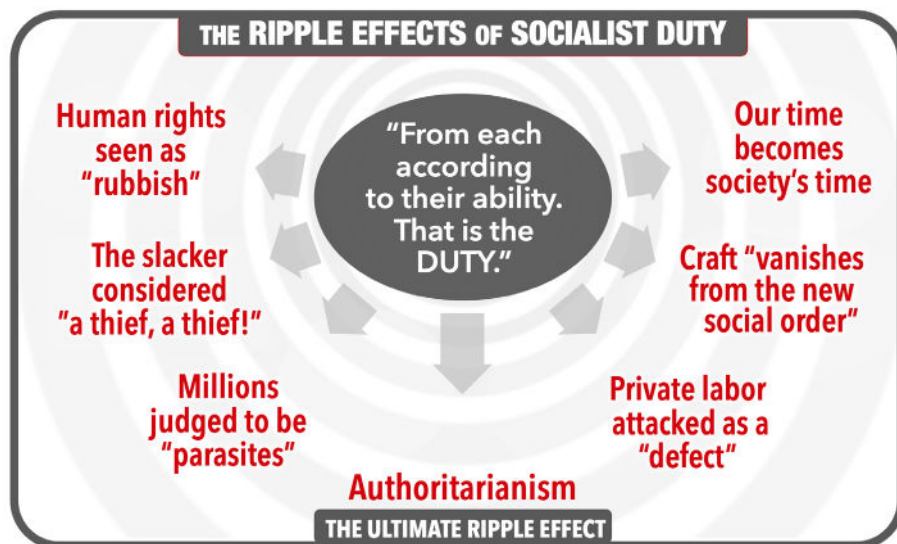 THE RIPPLE EFFECTS OF SOCIALIST DUTY
"From each
according
to their ability.
That is the
DUTY."
Human rights
seen as
"rubbish"
The slacker
considered
"a thief, a thief!"
Millions
judged to be
"parasites"
Our time
becomes
society's time
Craft "vanishes
from the new
social order"
Private labor
attacked as a
"defect"
Authoritarianism
THE ULTIMATE RIPPLE EFFECT